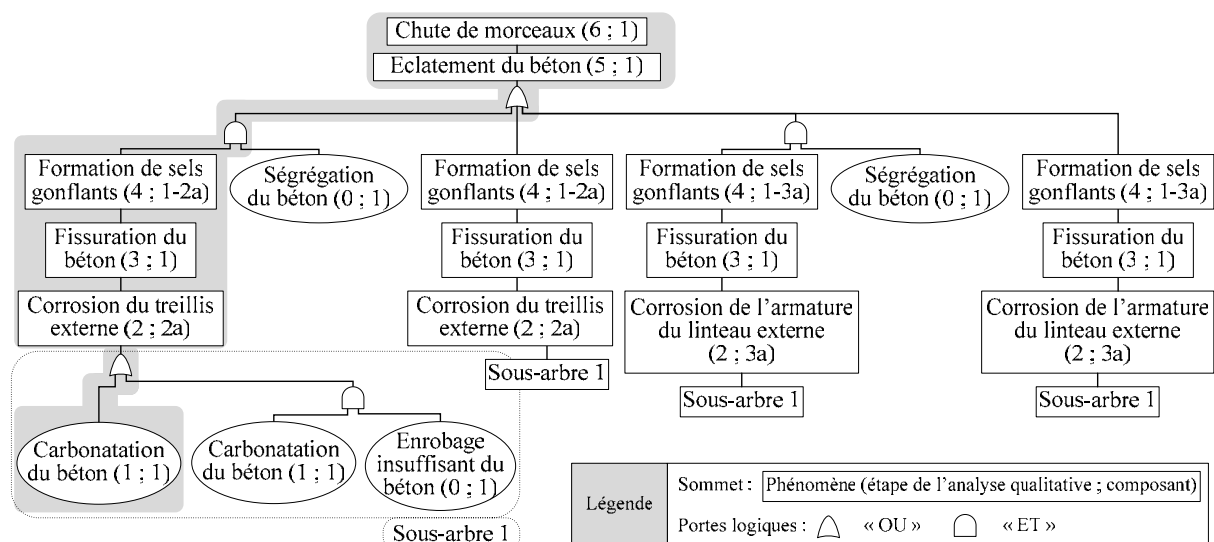 Chute de morceaux (6 ; 1)
Eclatement du béton (5 ; 1)
Formation de sels
gonflants (4 ; 1-2a)
Ségrégation
du béton (0 ; 1)
Formation de sels
gonflants (4 ; 1-2a)
Formation de sels
gonflants (4 ; 1-3a)
Ségrégation
du béton (0 ; 1)
Formation de sels
gonflants (4 ; 1-3a)
Fissuration du
béton (3 ; 1)
Fissuration du
béton (3 ; 1)
Fissuration du
béton (3 ; 1)
Fissuration du
béton (3 ; 1)
Corrosion du treillis
externe (2 ; 2a)
Corrosion du treillis
externe (2 ; 2a)
Corrosion de l’armature
du linteau externe
(2 ; 3a)
Corrosion de l’armature
du linteau externe
(2 ; 3a)
Sous-arbre 1
Sous-arbre 1
Sous-arbre 1
Carbonatation
du béton (1 ; 1)
Carbonatation
du béton (1 ; 1)
Enrobage
insuffisant du
béton (0 ; 1)
Sous-arbre 1
Légende
Sommet : Phénomène (étape de l’analyse qualitative ; composant)
Portes logiques : « OU » « ET »